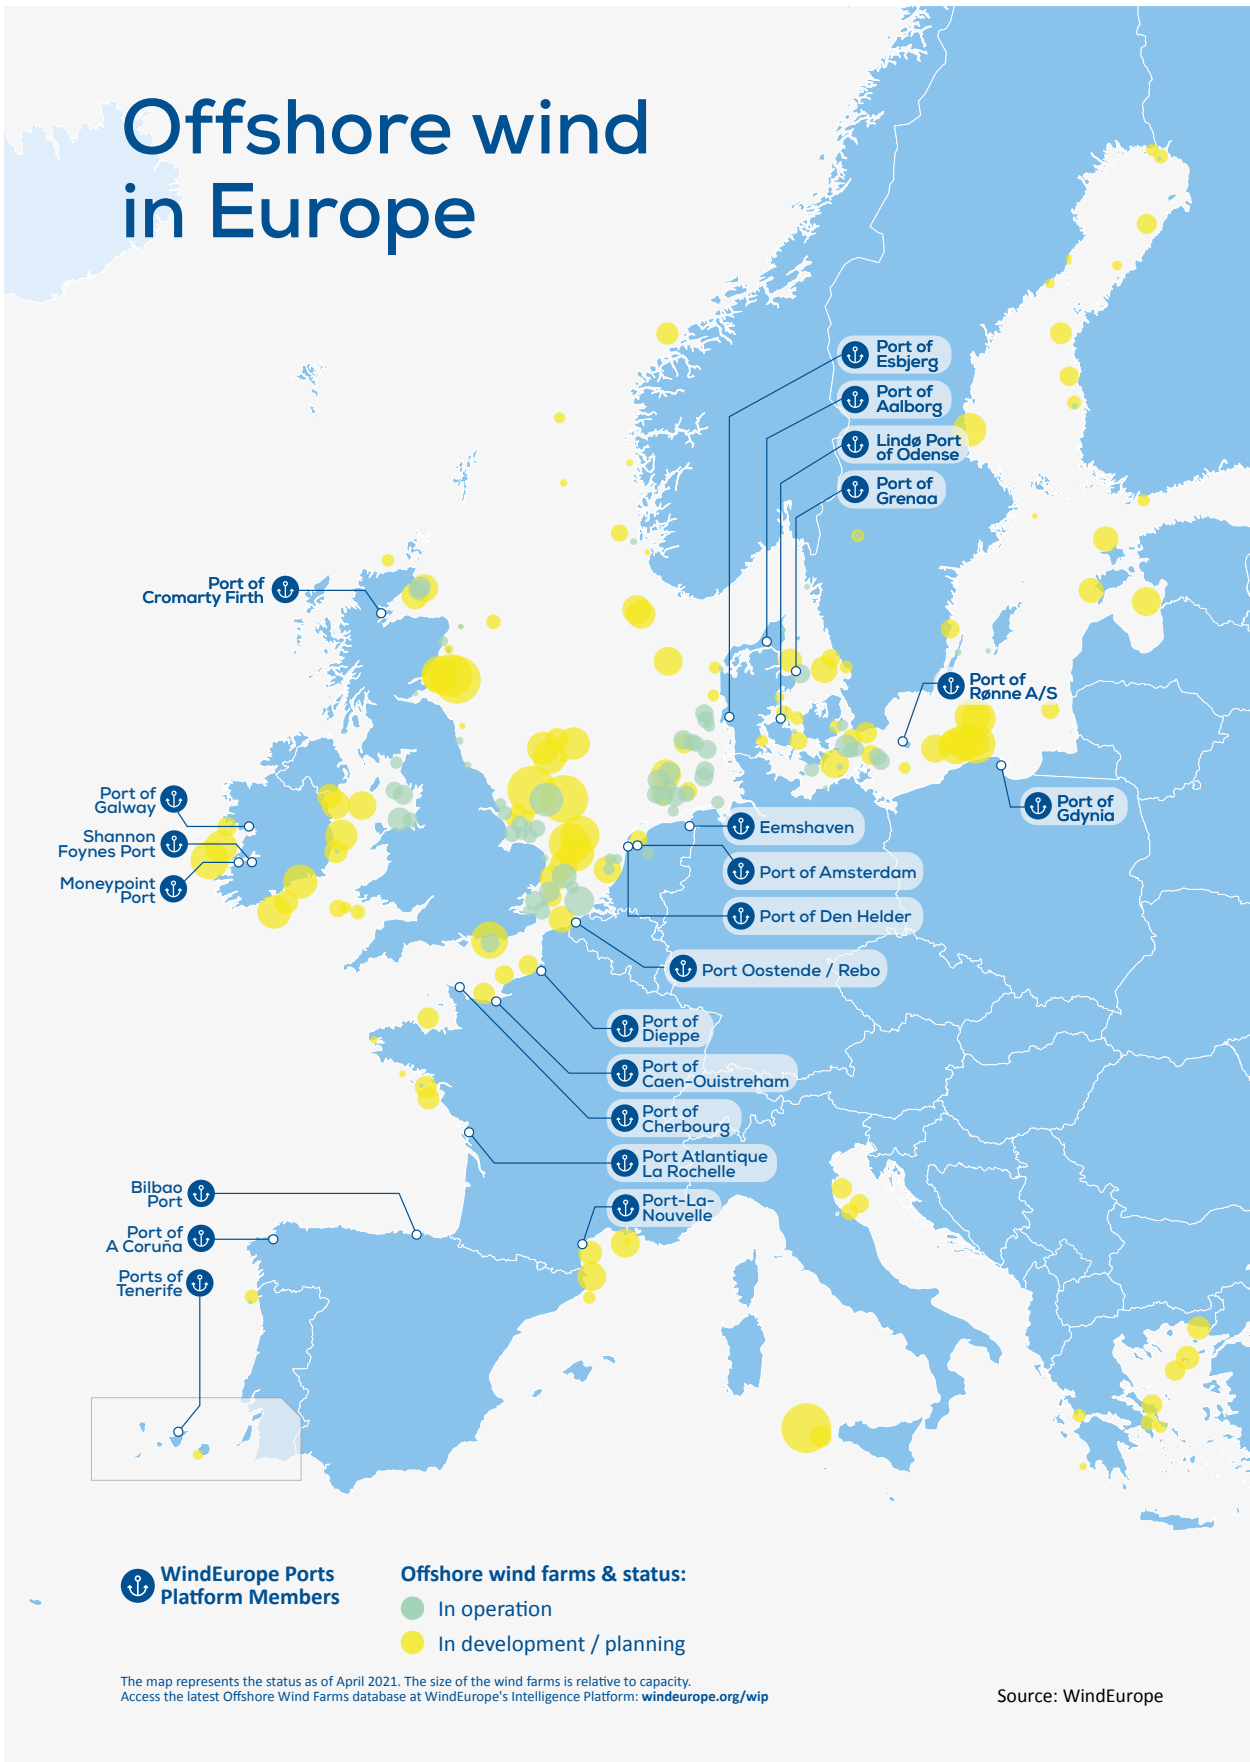 Offshore wind
in Europe
Port of
Esbjerg
Port of
Aalborg
Lindø Port
of Odense
Port of
Grenaa
Port of
Cromarty Firth
Port of
Rønne A/S
Port of
Galway
Shannon
Foynes Port
Moneypoint
Port
Port of
Gdynia
Eemshaven
Port of Amsterdam
Port of Den Helder
Port Oostende / Rebo
Port of
Dieppe
Port of
Caen-Ouistreham
Port of
Cherbourg
Port Atlantique
La Rochelle
Port-La-
Nouvelle
Bilbao
Port
Port of
A Coruña
Ports of
Tenerife
WindEurope Ports
Platform Members
Offshore wind farms & status:
In operation
In development / planning
The map represents the status as of April 2021. The size of the wind farms is relative to capacity.
Access the latest Offshore Wind Farms database at WindEurope's Intelligence Platform: windeurope.org/wip
Source: WindEurope